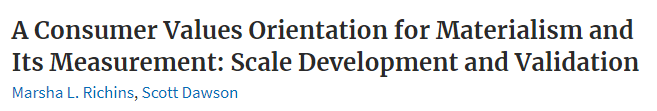 A Consumer Values Orientation for Materialism and
Its Measurement: Scale Development and Validation
Marsha L. Richins, Scott Dawson